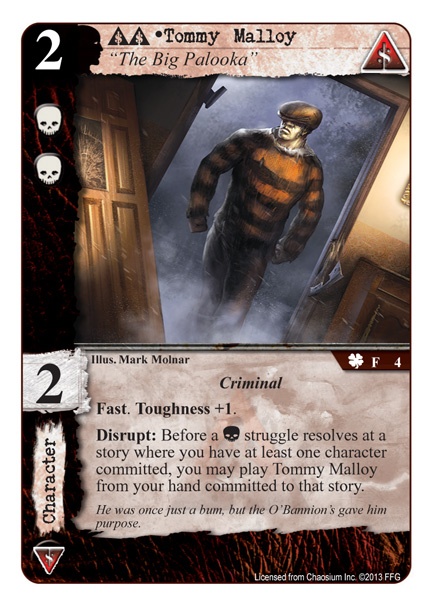 2
•Tommy Malloy
“The Big Palooka”
Illus. Mark Molnar
F 4
2
Criminal
Fast. Toughness +1.
Disrupt: Before a struggle resolves at a
story where you have at least one character
committed, you may play Tommy Malloy
from your hand committed to that story.
He was once just a bum, but the O’Bannion’s gave him
purpose.
Character
Licensed from Chaosium Inc. ©2013 FFG